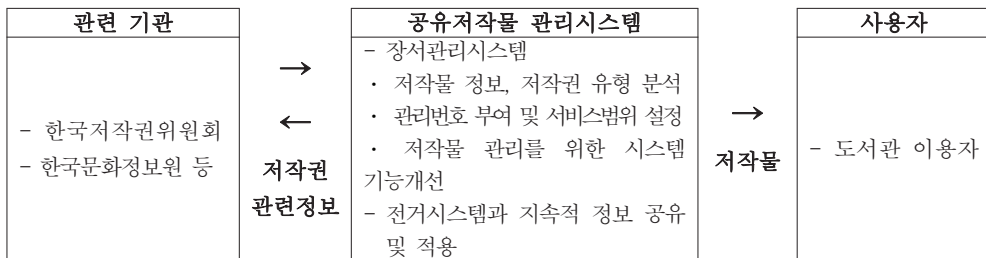 관련 기관
- 한국저작권위원회
- 한국문화정보원 등
→
←
저작권
관련정보
공유저작물 관리시스템
- 장서관리시스템
· 저작물 정보, 저작권 유형 분석
· 관리번호 부여 및 서비스범위 설정
· 저작물 관리를 위한 시스템
기능개선
- 전거시스템과 지속적 정보 공유
및 적용
→
저작물
사용자
- 도서관 이용자